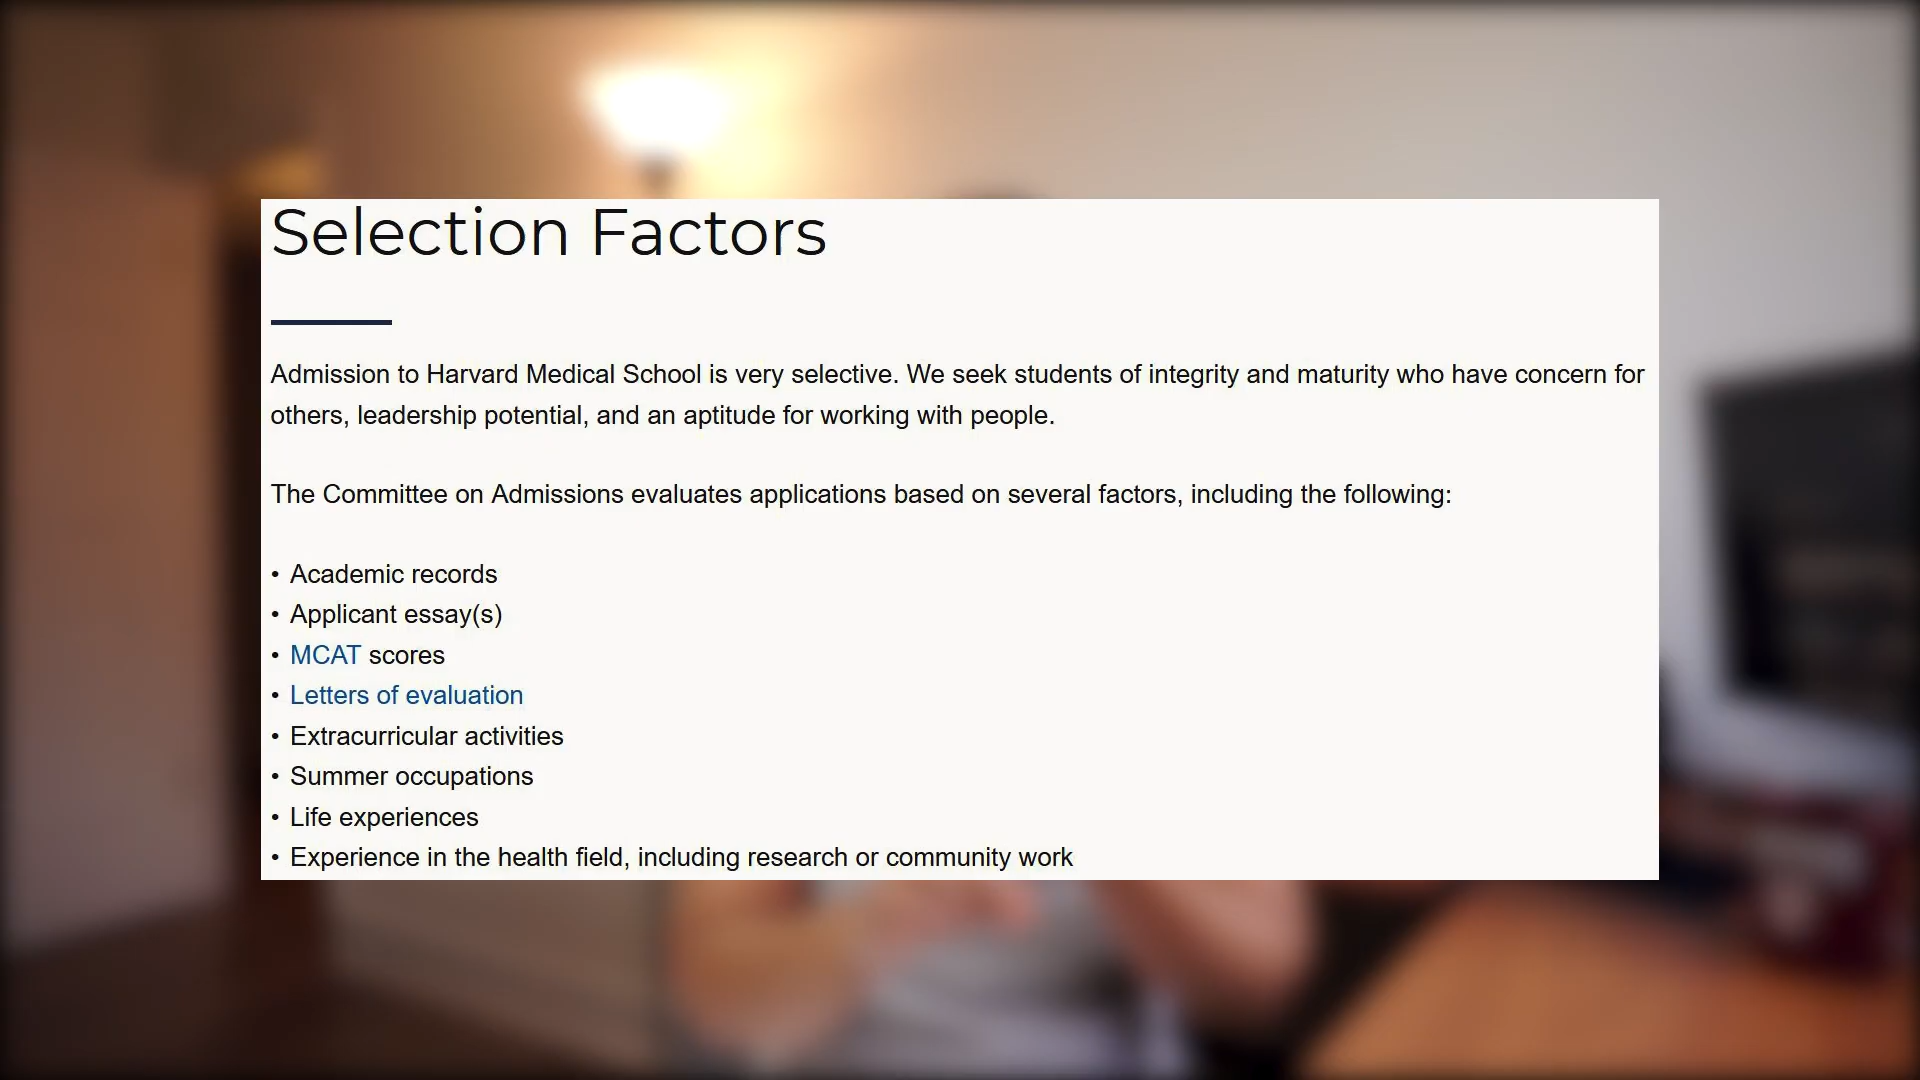 Selection Factors
Admission to Harvard Medical School is very selective. We seek students of integrity and maturity who have concern for
others, leadership potential, and an aptitude for working with people.
The Committee on Admissions evaluates applications based on several factors, including the following:
• Academic records
• Applicant essay(s)
• MCAT scores
• Letters of evaluation
• Extracurricular activities
• Summer occupations
• Life experiences
• Experience in the health field, including research or community work